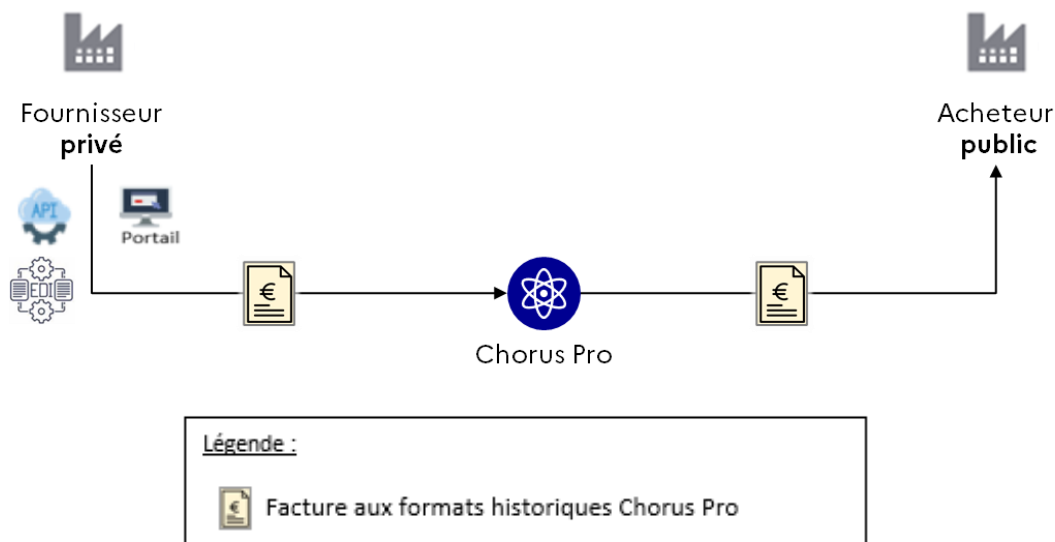 Fournisseur
privé
Acheteur
public
API
Portail
EDI
€
€
Chorus Pro
Légende :
€ Facture aux formats historiques Chorus Pro